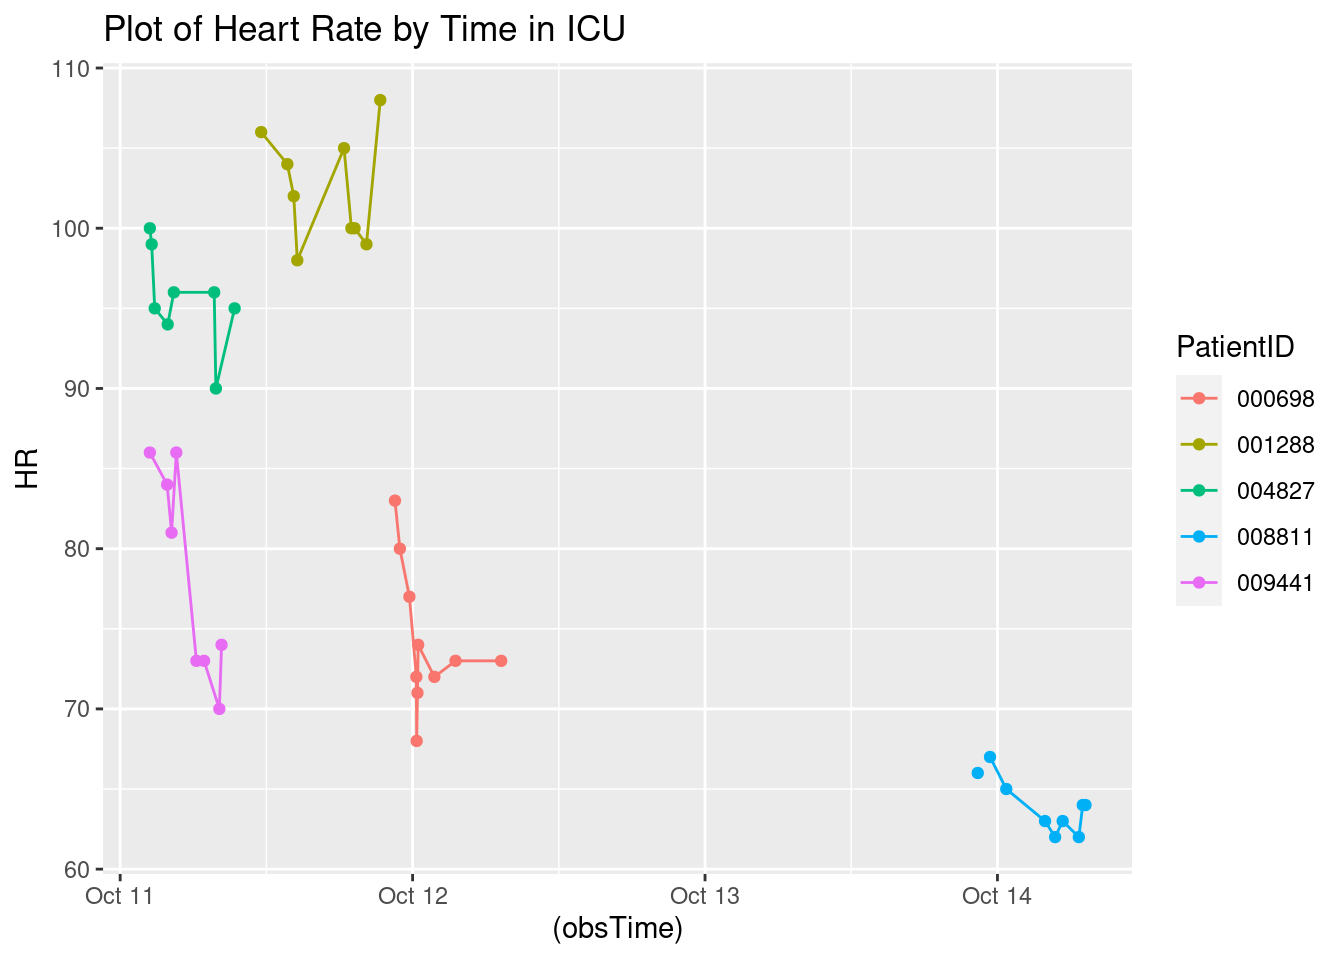 Plot of Heart Rate by Time in ICU
110
100
90
80
70
60
HR
Oct 11 Oct 12 Oct 13 Oct 14
(obsTime)
PatientID
000698
001288
004827
008811
009441